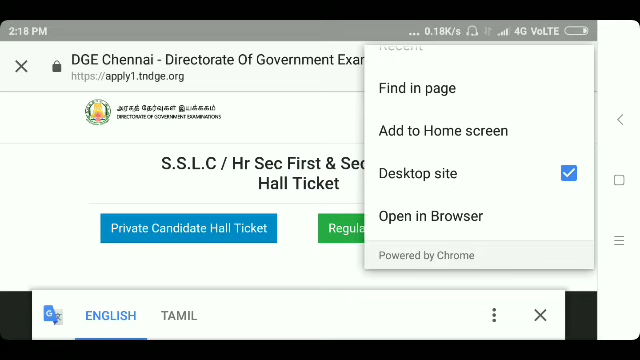 2:18 PM
... 0.18K/s 4G VoLTE
DGE Chennai - Directorate Of Government Exar
https://apply1.tndge.org
Recent
Find in page
Add to Home screen
Desktop site
Open in Browser
Powered by Chrome
அரசுத் தேர்வுகள் இயக்ககம்
DIRECTORATE OF GOVERNMENT EXAMINATIONS
S.S.L.C / Hr Sec First & Sec
Hall Ticket
Private Candidate Hall Ticket
Regula
ENGLISH TAMIL